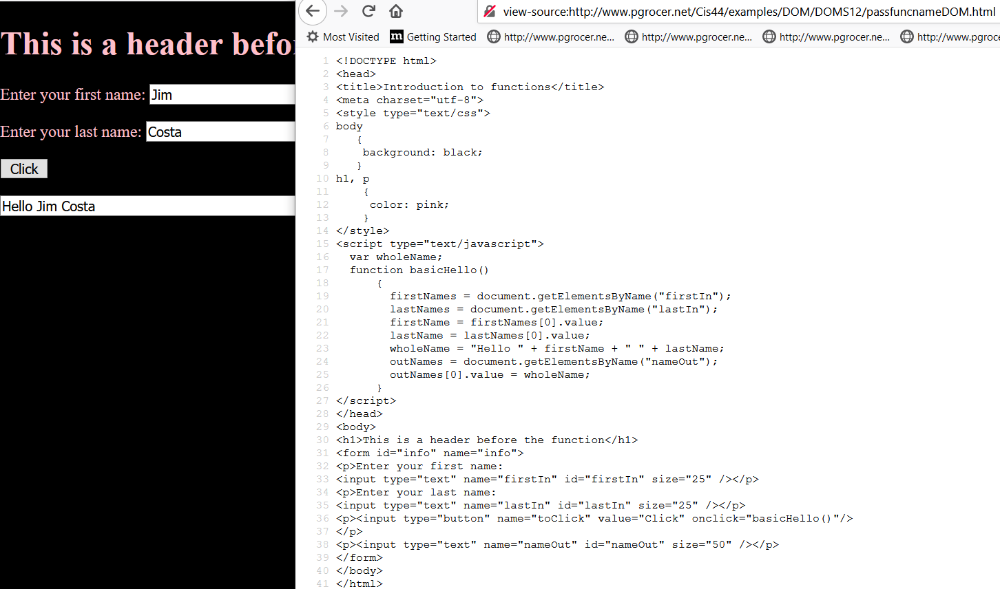 This is a header befo
Enter your first name: Jim
Enter your last name: Costa
Click
Hello Jim Costa
view-source:http://www.pgrocer.net/Cis44/examples/DOM/DOMS12/passfuncnameDOM.html
Most Visited m Getting Started http://www.pgrocer.ne... http://www.pgrocer.ne... http://www.pgrocer.ne... http://www.pgroce
1 <!DOCTYPE html>
2 <head>
3 <title>Introduction to functions</title>
4 <meta charset="utf-8">
5 <style type="text/css">
6 body
7 {
8 background: black;
9 }
10 h1, p
11 {
12 color: pink;
13 }
14 </style>
15 <script type="text/javascript">
16 var wholeName;
17 function basicHello()
18 {
19 firstNames = document.getElementsByName("firstIn");
20 lastNames = document.getElementsByName("lastIn");
21 firstName = firstNames[0].value;
22 lastName = lastNames[0].value;
23 wholeName = "Hello " + firstName + " " + lastName;
24 outNames = document.getElementsByName("nameOut");
25 outNames[0].value = wholeName;
26 }
27 </script>
28 </head>
29 <body>
30 <h1>This is a header before the function</h1>
31 <form id="info" name="info">
32 <p>Enter your first name:
33 <input type="text" name="firstIn" id="firstIn" size="25" /></p>
34 <p>Enter your last name:
35 <input type="text" name="lastIn" id="lastIn" size="25" /></p>
36 <p><input type="button" name="toClick" value="Click" onclick="basicHello()"/>
37 </p>
38 <p><input type="text" name="nameOut" id="nameOut" size="50" /></p>
39 </form>
40 </body>
41 </html>